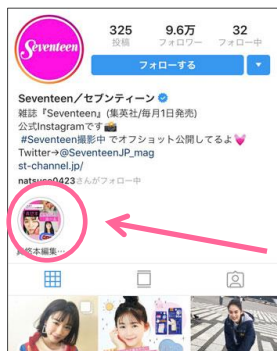 Seventeen
325 9.6万 32
投稿 フォロワー フォロー中
フォローする
Seventeen／セブンティーン
雑誌『Seventeen』(集英社/毎月1日発売)
公式Instagramです
#Seventeen撮影中 でオフショット公開してるよ
Twitter→@SeventeenJP_mag
st-channel.jp/
natsuco0423さんがフォロー中
悠本編集…